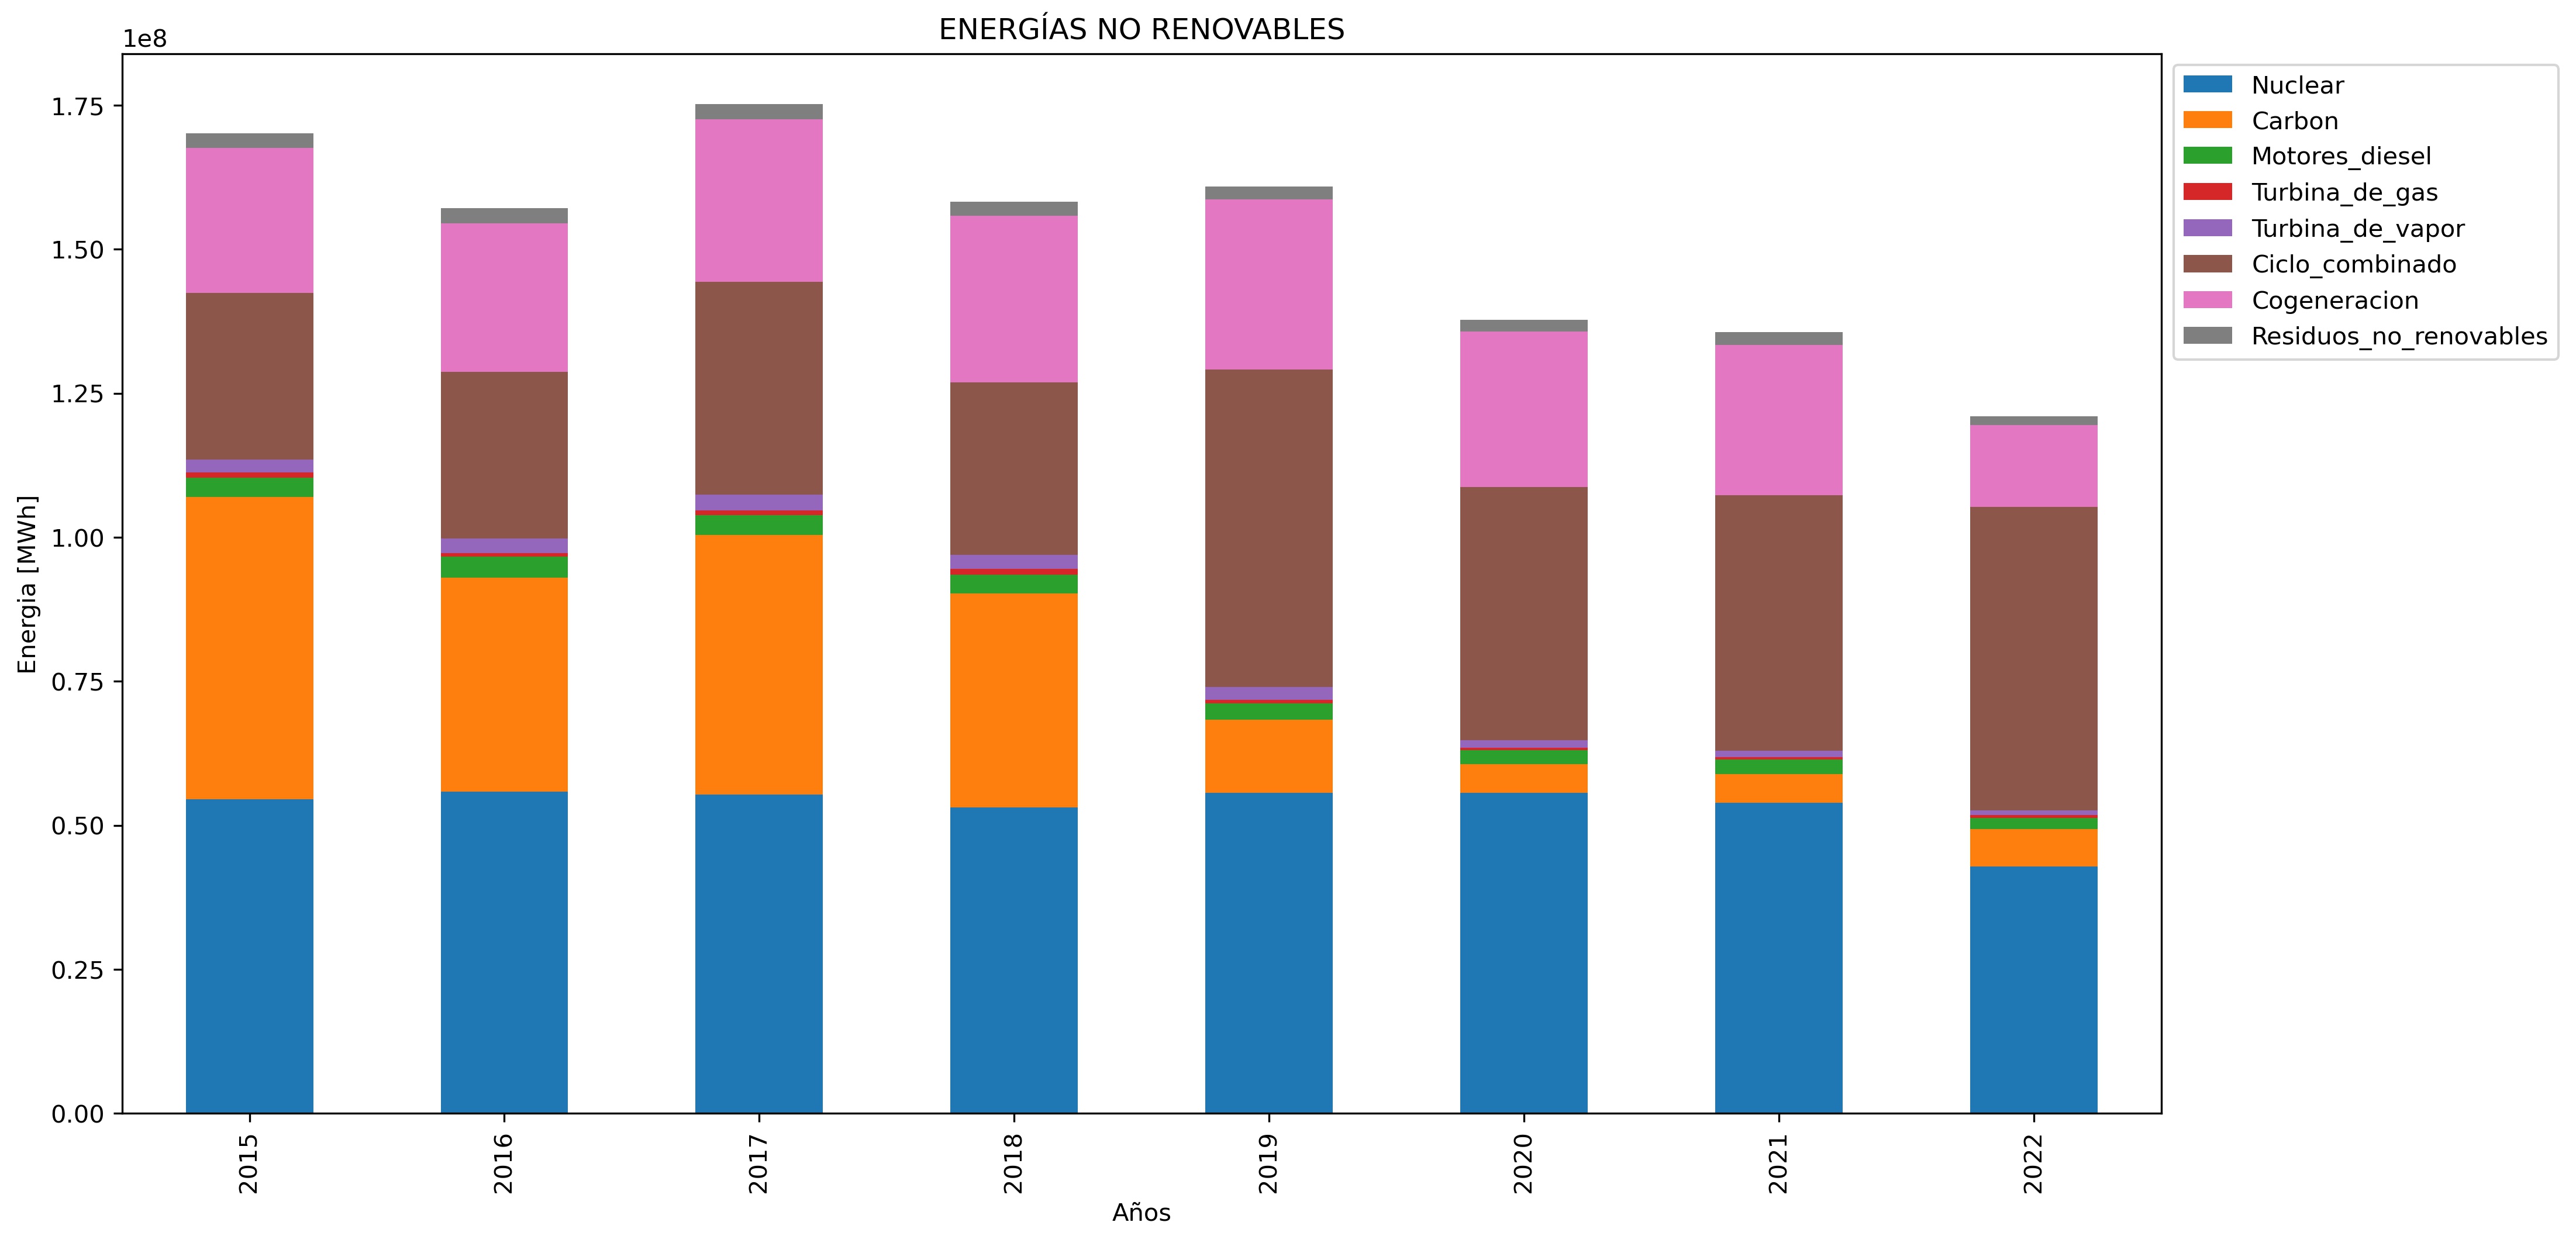 ENERGÍAS NO RENOVABLES
1e8
1.75
1.50
1.25
1.00
0.75
0.50
0.25
0.00
Energia [MWh]
2015
2016
2017
2018
2019
2020
2021
2022
Años
Nuclear
Carbon
Motores_diesel
Turbina_de_gas
Turbina_de_vapor
Ciclo_combinado
Cogeneracion
Residuos_no_renovables